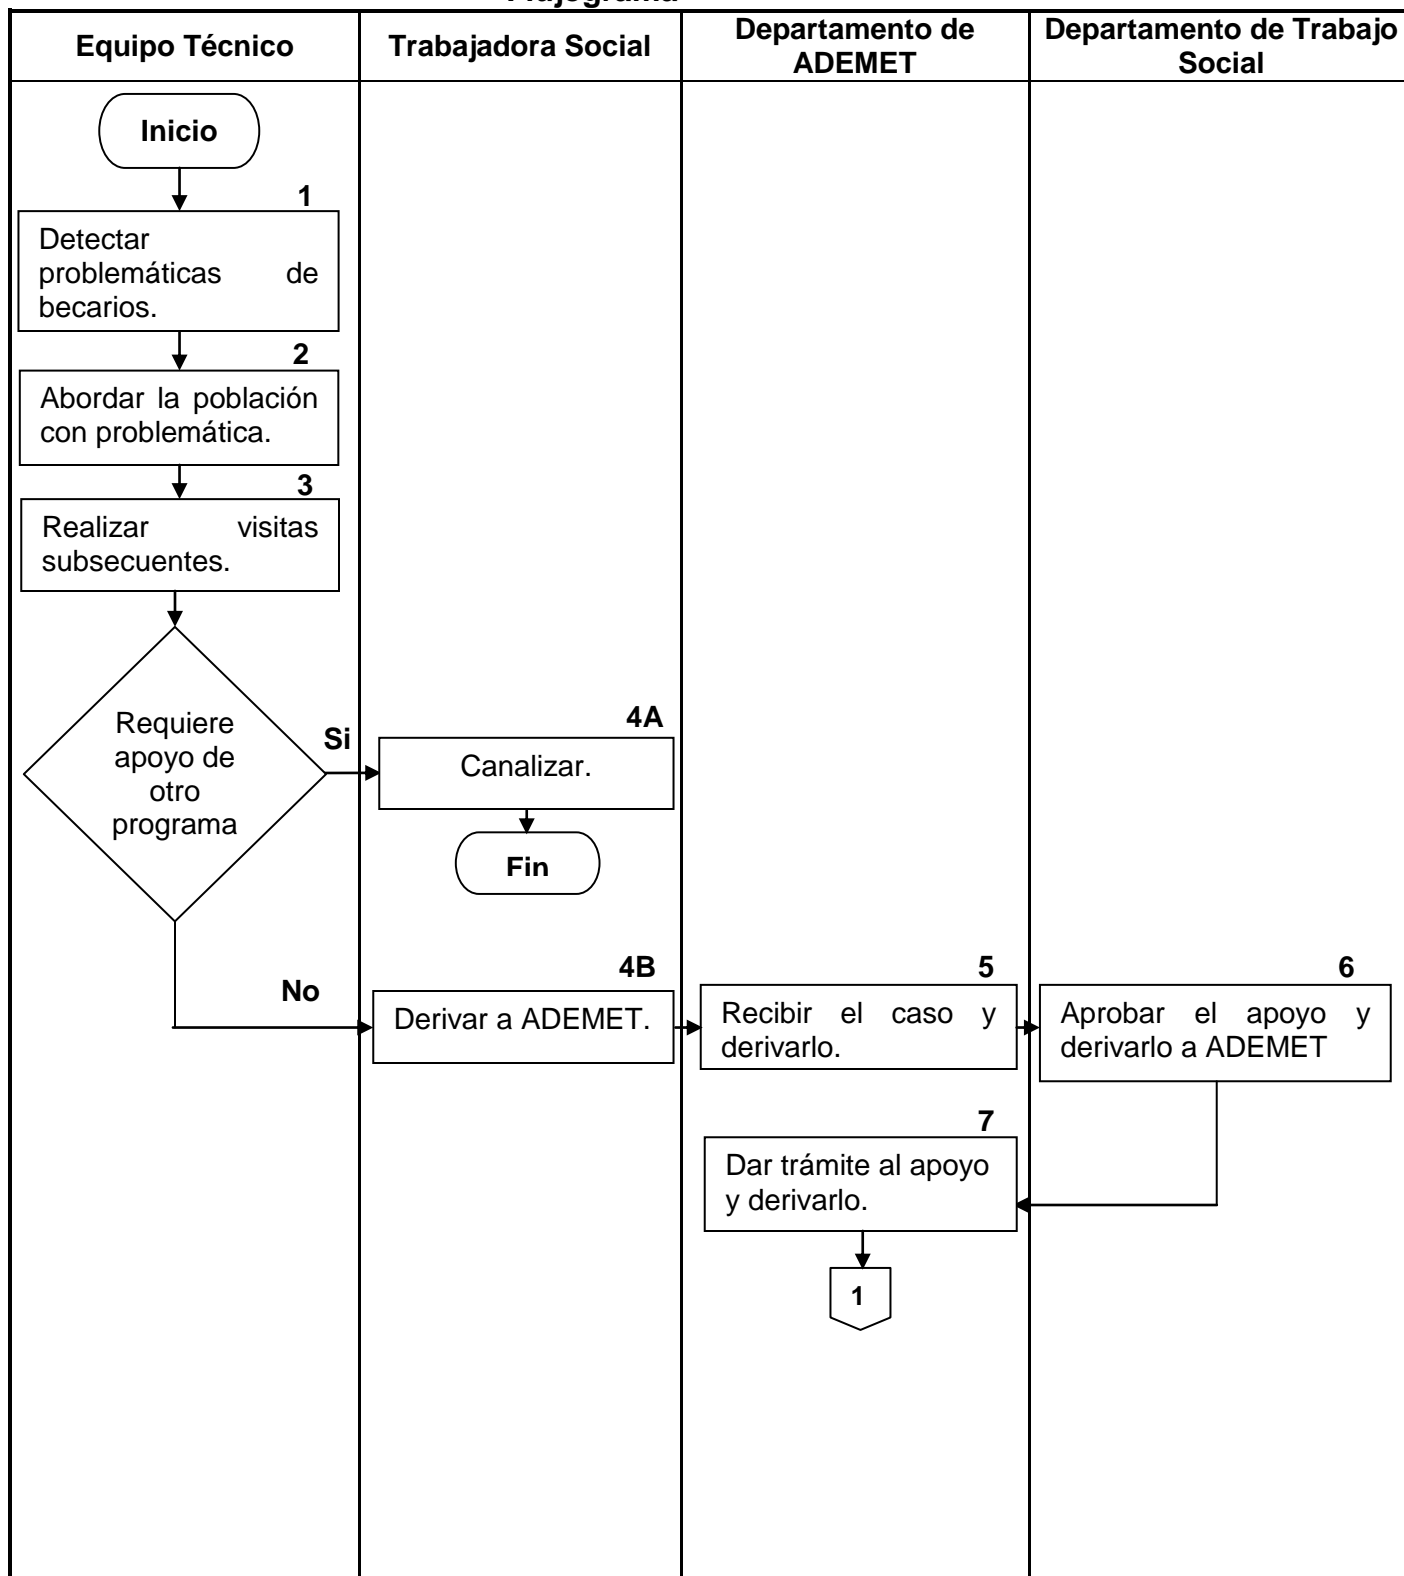 Equipo Técnico
Trabajadora Social
Departamento de
ADEMET
Departamento de Trabajo
Social
Inicio
1
Detectar
problemáticas de
becarios.
2
Abordar la población
con problemática.
3
Realizar visitas
subsecuentes.
Requiere
apoyo de
otro
programa
Si
4A
Canalizar.
Fin
No
4B
Derivar a ADEMET.
5
Recibir el caso y
derivarlo.
6
Aprobar el apoyo y
derivarlo a ADEMET
7
Dar trámite al apoyo
y derivarlo.
1